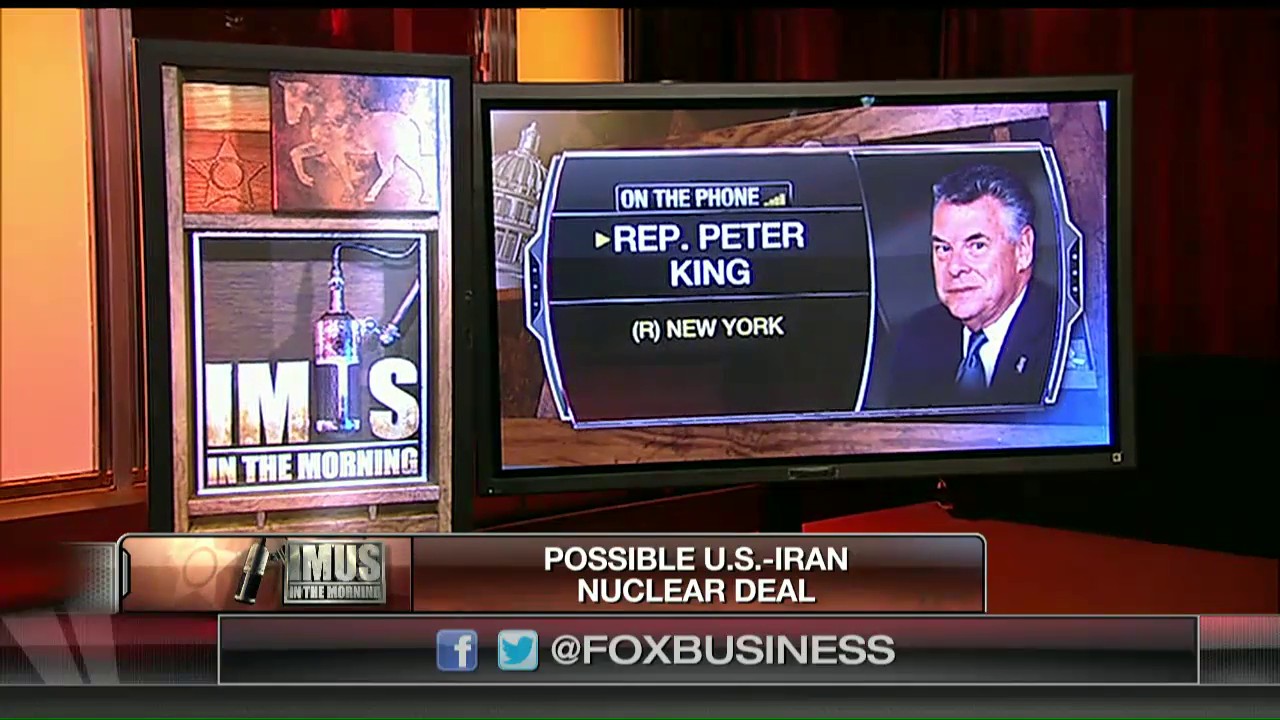 IMUS
IN THE MORNING
ON THE PHONE
REP. PETER
KING
(R) NEW YORK
IMUS
IN THE MORNING
POSSIBLE U.S.-IRAN
NUCLEAR DEAL
f @FOXBUSINESS